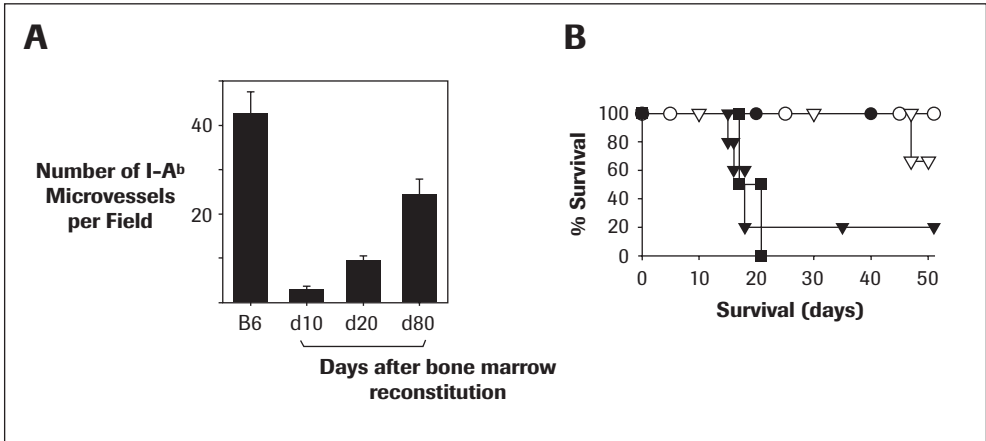 A
Number of I-Aᵇ
Microvessels
per Field
40
20
B6 d10 d20 d80
Days after bone marrow
reconstitution
B
% Survival
100
80
60
40
20
0
0 10 20 30 40 50
Survival (days)